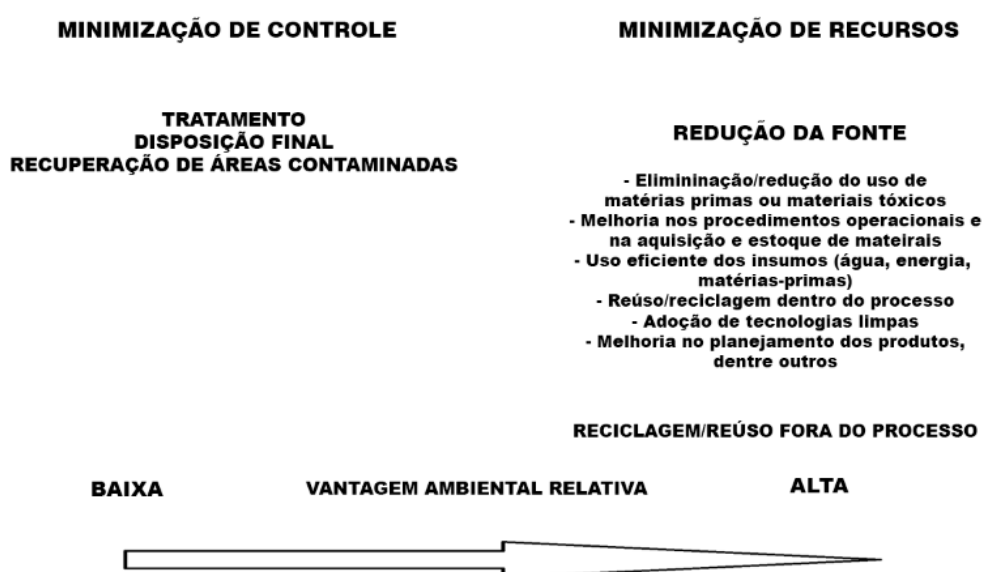 MINIMIZAÇÃO DE CONTROLE
MINIMIZAÇÃO DE RECURSOS
TRATAMENTO
DISPOSIÇÃO FINAL
RECUPERAÇÃO DE ÁREAS CONTAMINADAS
REDUÇÃO DA FONTE
- Elimininação/redução do uso de
matérias primas ou materiais tóxicos
- Melhoria nos procedimentos operacionais e
na aquisição e estoque de mateirais
- Uso eficiente dos insumos (água, energia,
matérias-primas)
- Reúso/reciclagem dentro do processo
- Adoção de tecnologias limpas
- Melhoria no planejamento dos produtos,
dentre outros
RECICLAGEM/REÚSO FORA DO PROCESSO
BAIXA
VANTAGEM AMBIENTAL RELATIVA
ALTA